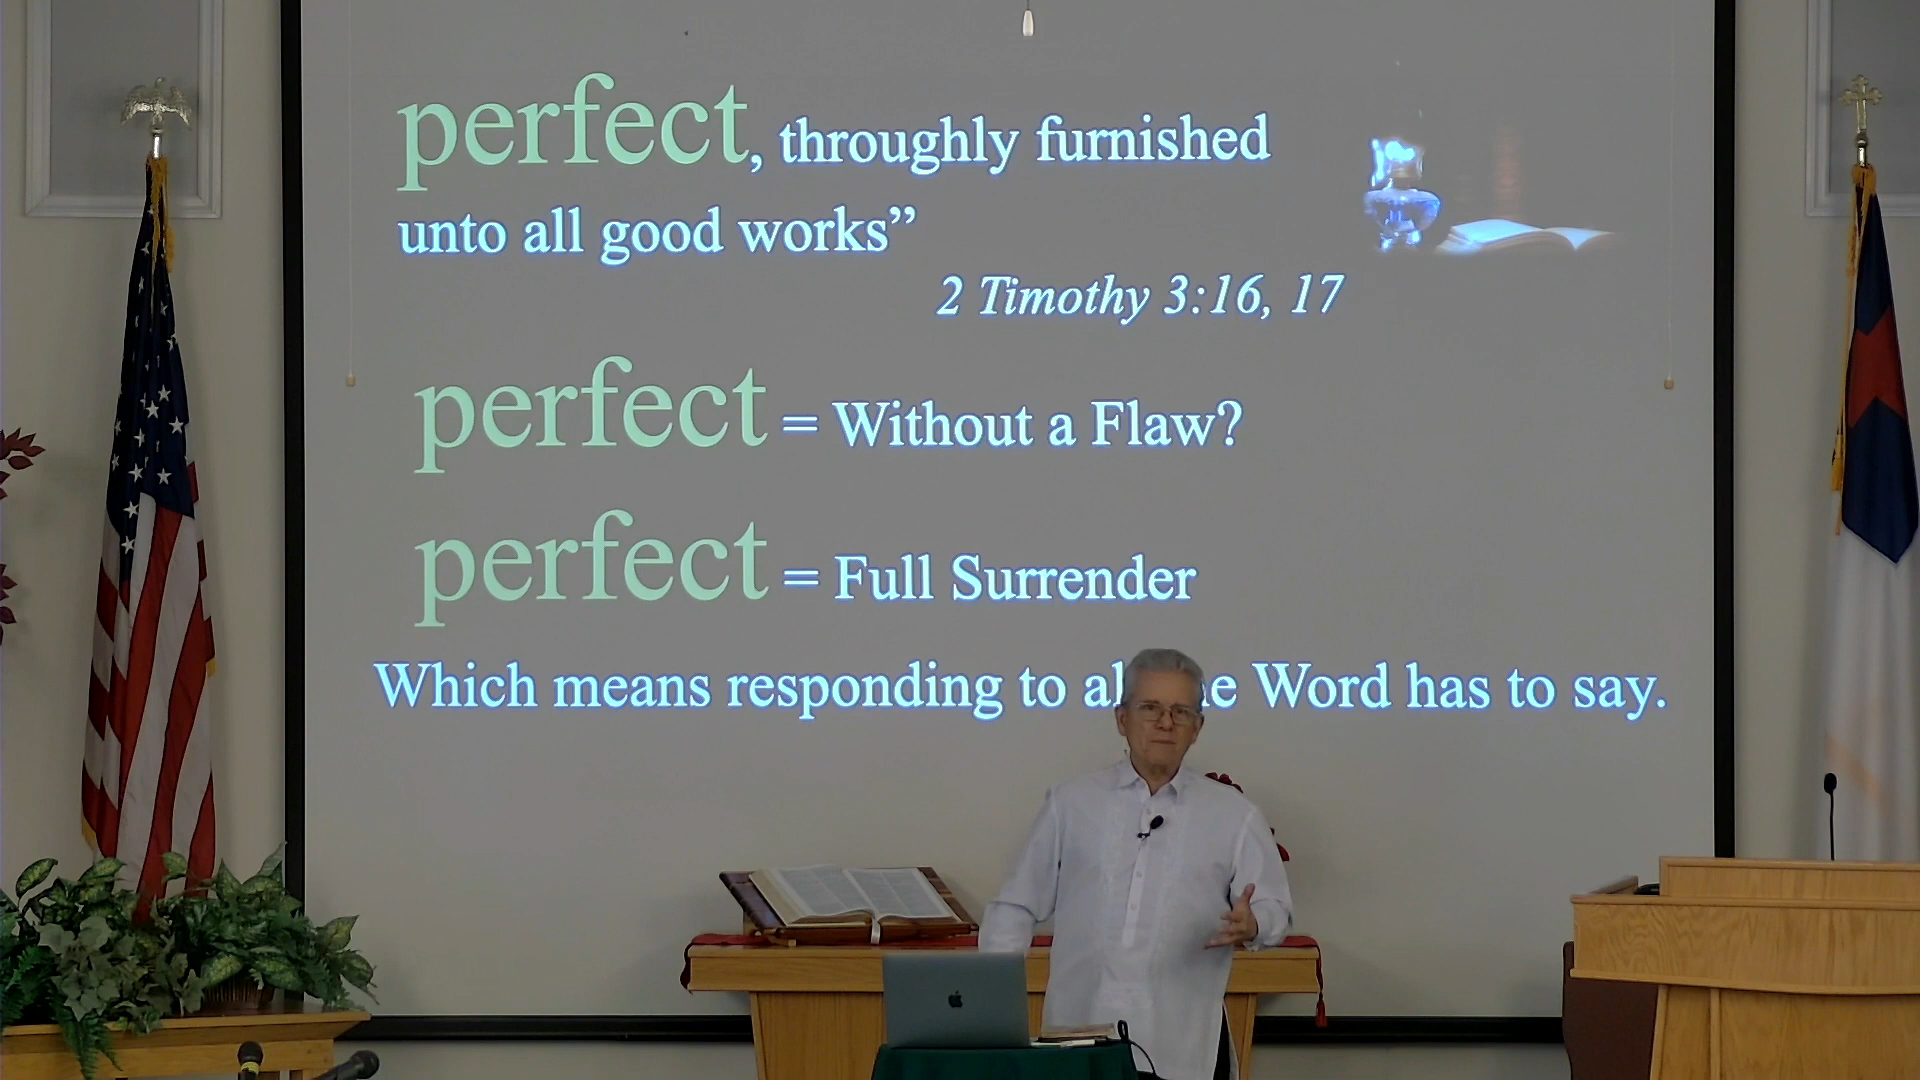 perfect, throughly furnished
unto all good works”
2 Timothy 3:16, 17
perfect = Without a Flaw?
perfect = Full Surrender
Which means responding to Word has to say.